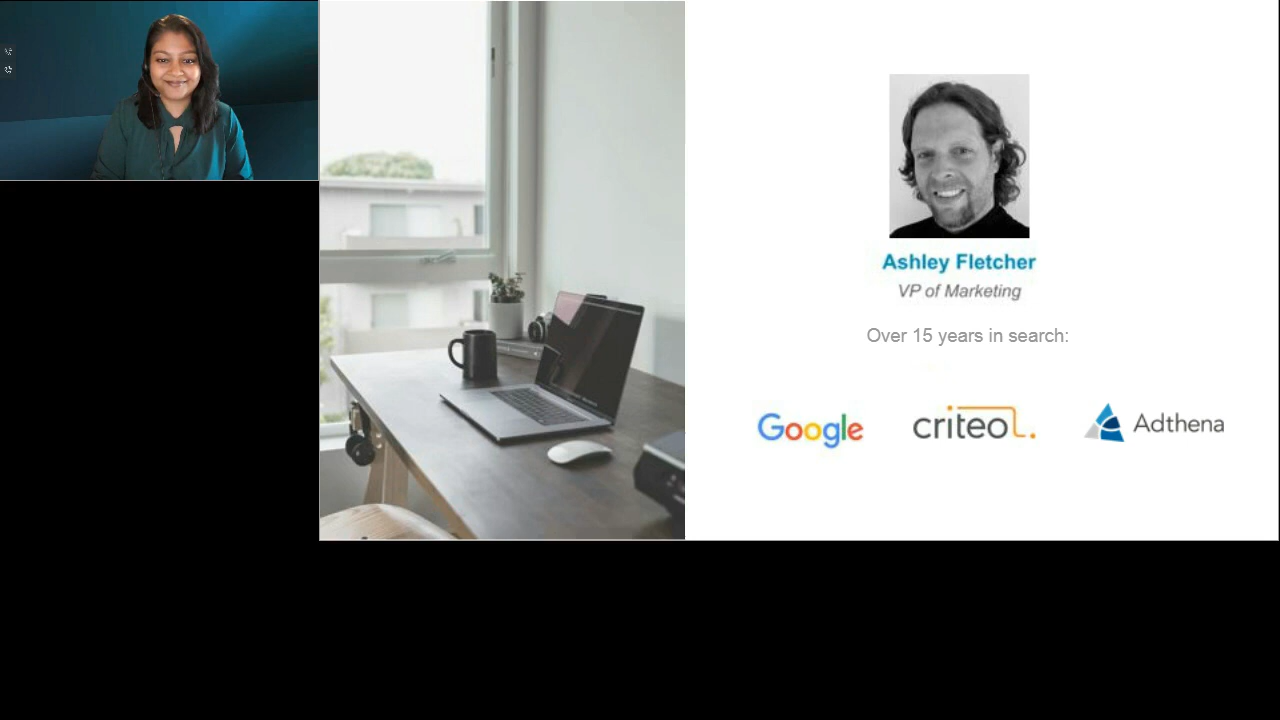 Ashley Fletcher
VP of Marketing
Over 15 years in search:
Google
criteo
Adthena